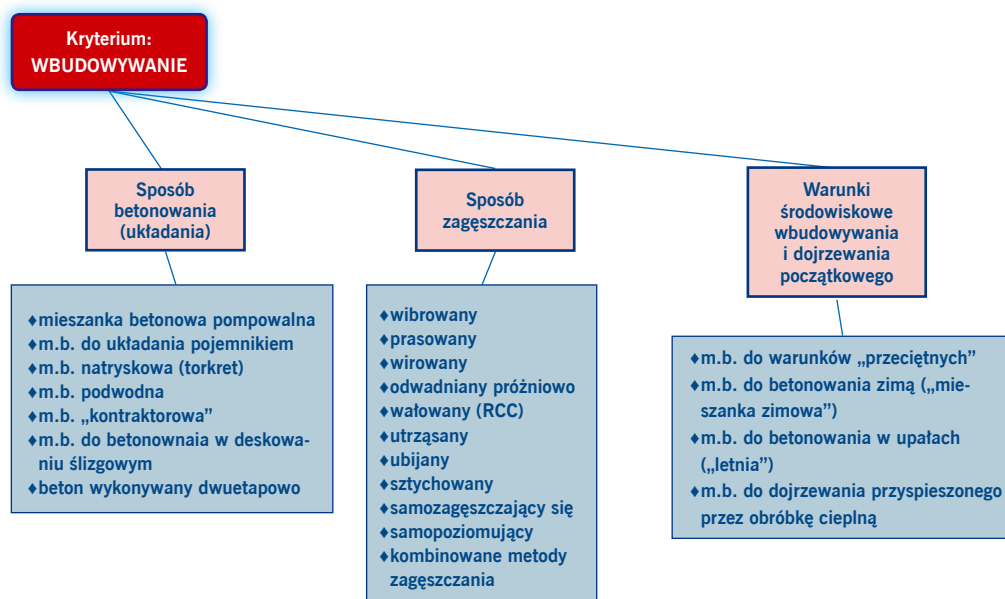 Kryterium:
WBUDOWYWANIE
Sposób
betonowania
(układania)
♦mieszanka betonowa pompowalna
♦m.b. do układania pojemnikiem
♦m.b. natryskowa (torkret)
♦m.b. podwodna
♦m.b. „kontraktorowa”
♦m.b. do betonownaia w deskowa-
niu ślizgowym
♦beton wykonywany dwuetapowo
Sposób
zagęszczania
♦wibrowany
♦prasowany
♦wirowany
♦odwadniany próżniowo
♦wałowany (RCC)
♦utrząsany
♦ubijany
♦sztychowany
♦samozagęszczający się
♦samopoziomujący
♦kombinowane metody
zagęszczania
Warunki
środowiskowe
wbudowywania
i dojrzewania
początkowego
♦m.b. do warunków „przeciętnych”
♦m.b. do betonowania zimą („mie-
szanka zimowa”)
♦m.b. do betonowania w upałach
(„letnia”)
♦m.b. do dojrzewania przyspieszonego
przez obróbkę cieplną